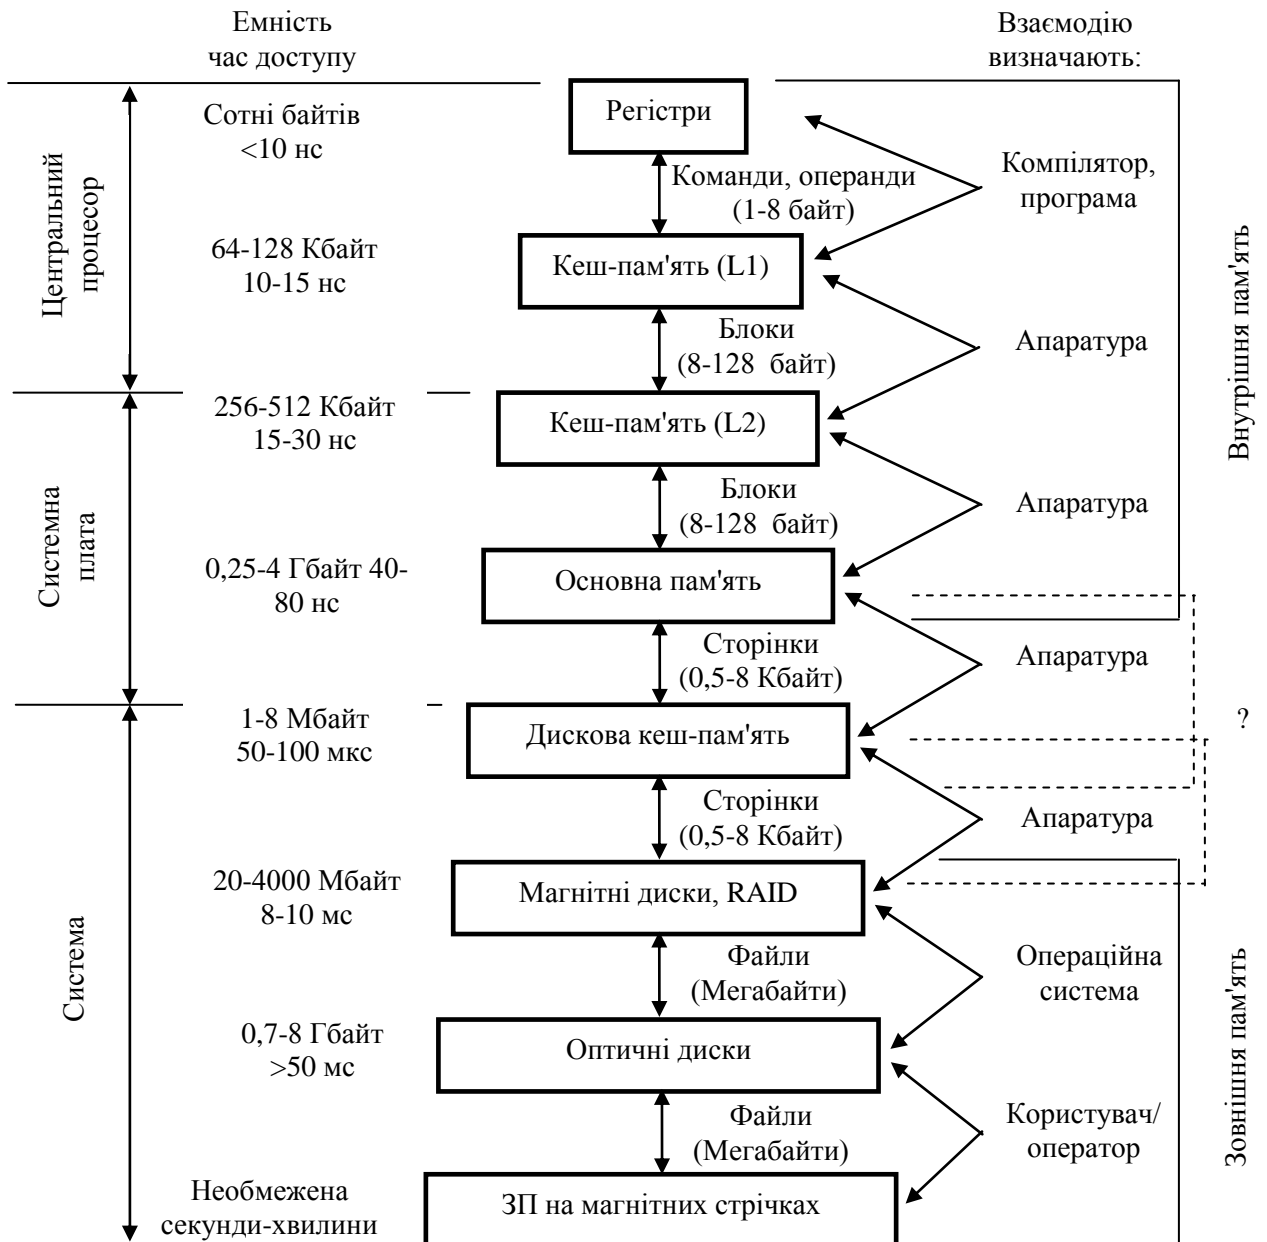 Емність
час доступу
Взаємодію
визначають:
Сотні байтів
<10 нс
Регістри
Команди, операнди
(1-8 байт)
Компілятор,
програма
Центральний
процесор
64-128 Кбайт
10-15 нс
Кеш-пам'ять (L1)
Блоки
(8-128 байт)
Апаратура
Внутрішня пам'ять
256-512 Кбайт
15-30 нс
Кеш-пам'ять (L2)
Блоки
(8-128 байт)
Апаратура
Системна
плата
0,25-4 Гбайт 40-
80 нс
Основна пам'ять
Сторінки
(0,5-8 Кбайт)
Апаратура
1-8 Мбайт
50-100 мкс
Дискова кеш-пам'ять
?
Сторінки
(0,5-8 Кбайт)
Апаратура
20-4000 Мбайт
8-10 мс
Магнітні диски, RAID
Система
Файли
(Мегабайти)
Операційна
система
0,7-8 Гбайт
>50 мс
Оптичні диски
Зовнішня пам'ять
Файли
(Мегабайти)
Користувач/
оператор
Необмежена
секунди-хвилини
ЗП на магнітних стрічках